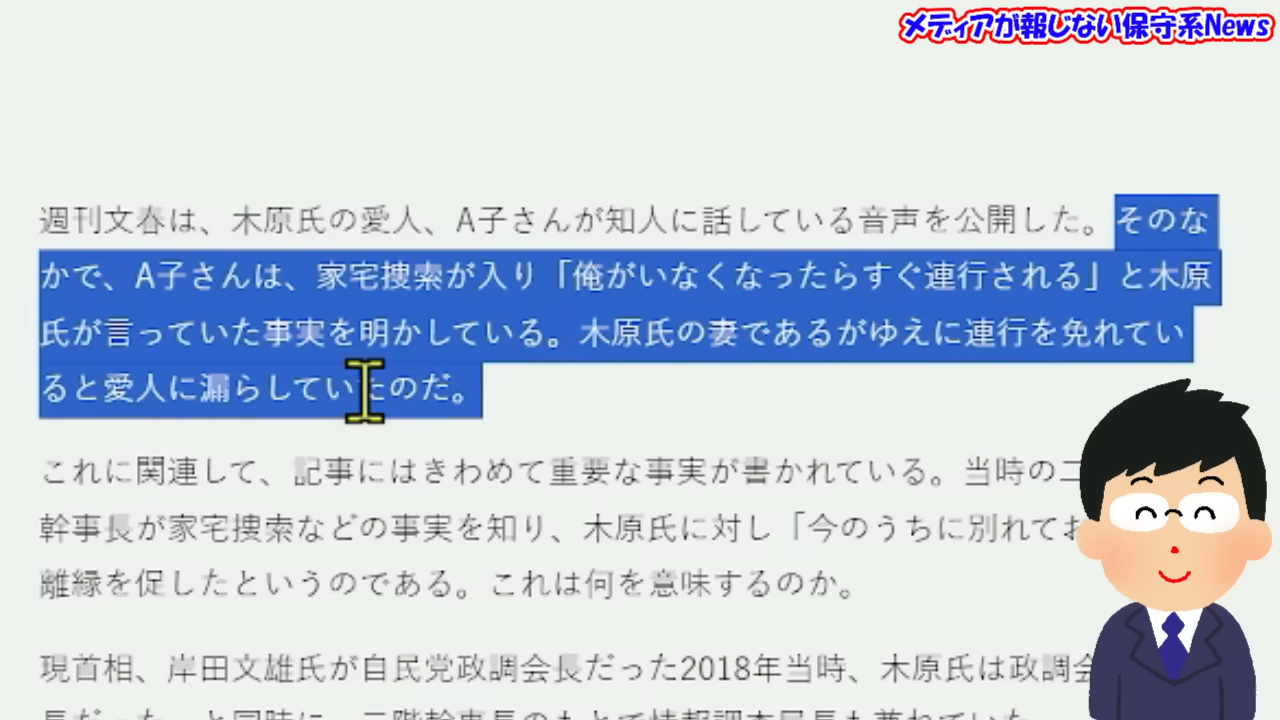 メディアが報じない保守系News
週刊文春は、木原氏の愛人、A子さんが知人に話している音声を公開した。そのな
かで、A子さんは、家宅捜索が入り「俺がいなくなったらすぐ連行される」と木原
氏が言っていた事実を明かしている。木原氏の妻であるがゆえに連行を免れてい
ると愛人に漏らしていたのだ。
これに関連して、記事にはきわめて重要な事実が書かれている。当時の二
幹事長が家宅捜索などの事実を知り、木原氏に対し「今のうちに別れてお
離縁を促したというのである。これは何を意味するのか。
現首相、岸田文雄氏が自民党政調会長だった2018年当時、木原氏は政調会